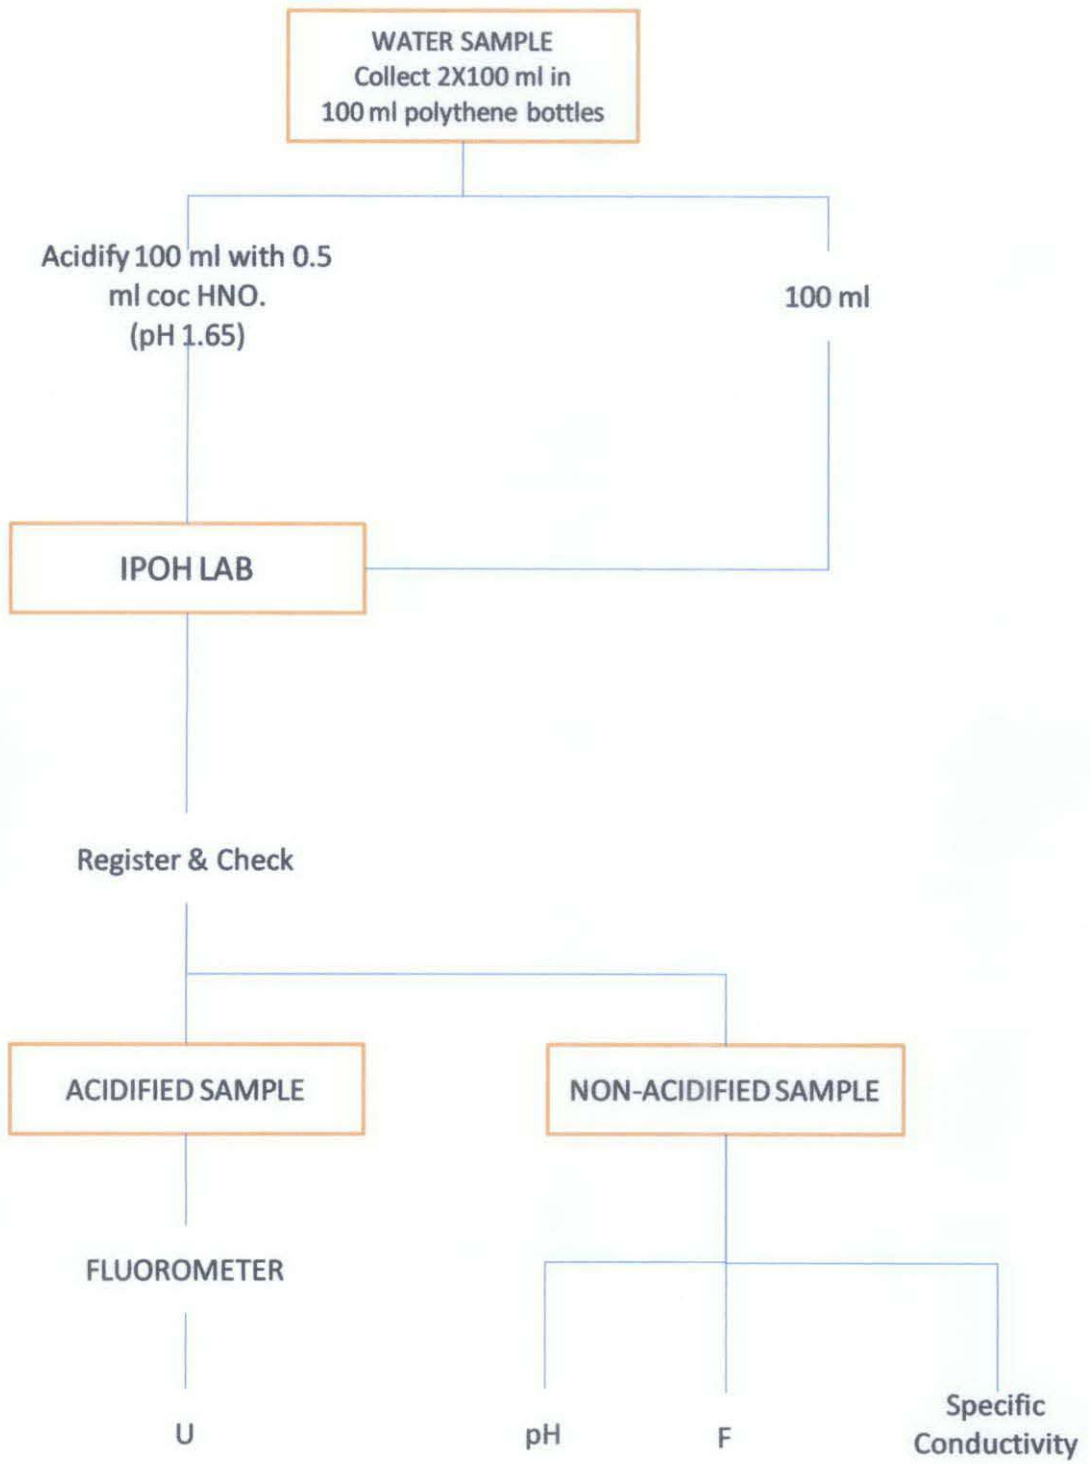 WATER SAMPLE
Collect 2X100 ml in
100 ml polythene bottles
Acidify 100 ml with 0.5
ml coc HNO.
(pH 1.65)
100 ml
IPOH LAB
Register & Check
ACIDIFIED SAMPLE
NON-ACIDIFIED SAMPLE
FLUOROMETER
U
pH
F
Specific
Conductivity